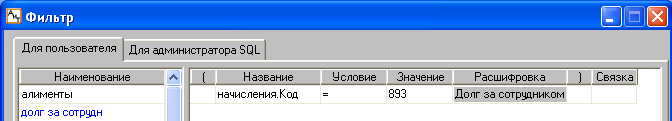 Фильтр
Для пользователя Для администратора SQL
Наименование ( Название Условие Значение Расшифровка ) Связка
алименты начисления.Код = 893 Долг за сотрудником
долг за сотрудн